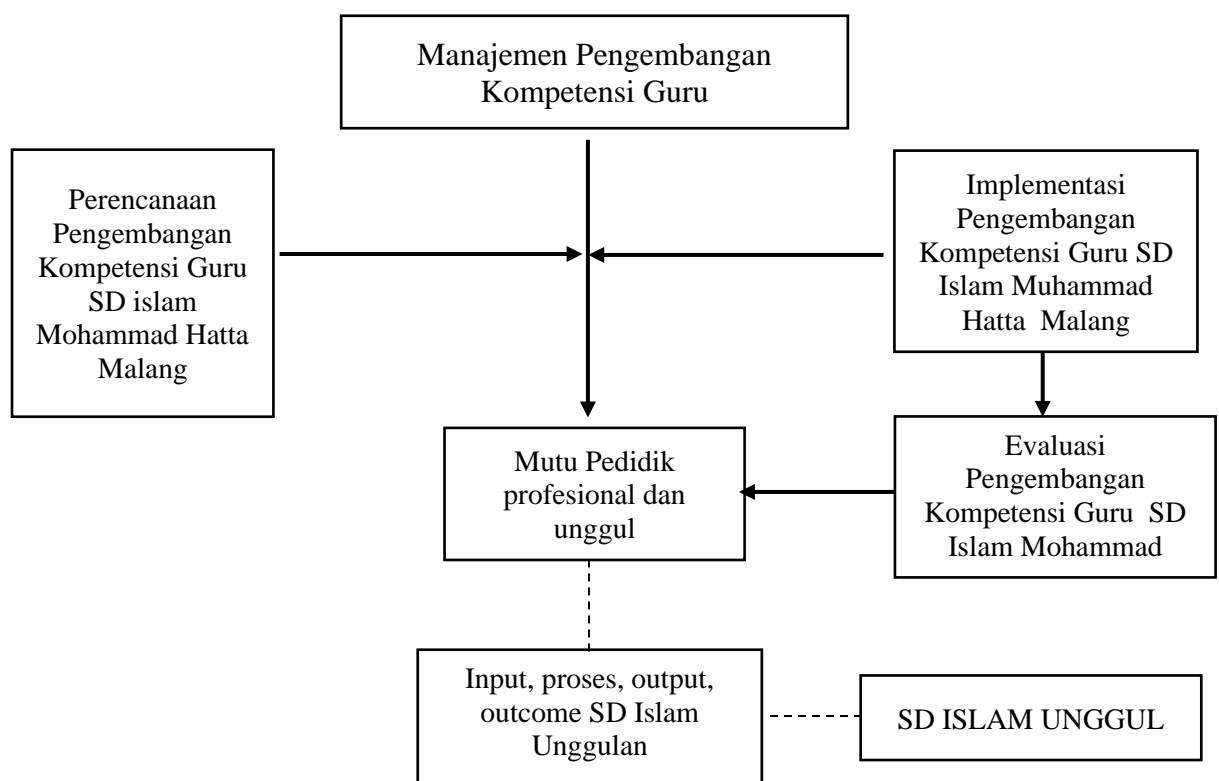 Manajemen Pengembangan
Kompetensi Guru
Perencanaan
Pengembangan
Kompetensi Guru
SD islam
Mohammad Hatta
Malang
Implementasi
Pengembangan
Kompetensi Guru SD
Islam Muhammad
Hatta Malang
Mutu Pedidik
profesional dan
unggul
Evaluasi
Pengembangan
Kompetensi Guru SD
Islam Mohammad
Input, proses, output,
outcome SD Islam
Unggulan
SD ISLAM UNGGUL